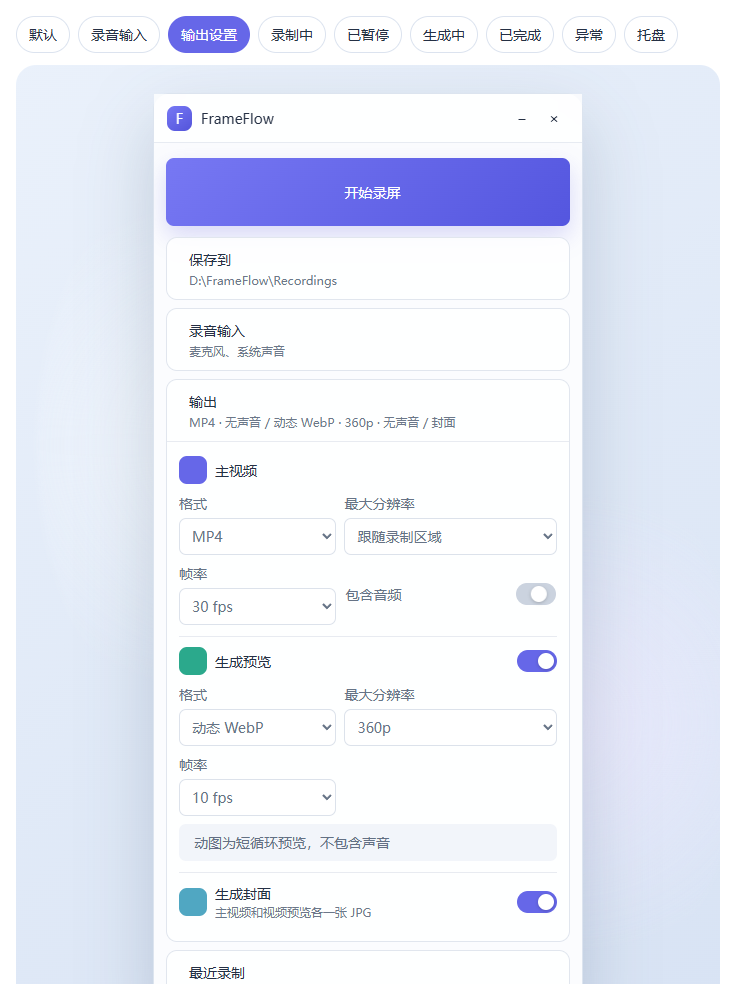 默认 录音输入 输出设置 录制中 已暂停 生成中 已完成 异常 托盘
F FrameFlow − ×
开始录屏
保存到
D:\FrameFlow\Recordings
录音输入
麦克风、系统声音
输出
MP4 · 无声音 / 动态 WebP · 360p · 无声音 / 封面
主视频
格式 最大分辨率
MP4 跟随录制区域
帧率
30 fps 包含音频
生成预览
格式 最大分辨率
动态 WebP 360p
帧率
10 fps
动图为短循环预览，不包含声音
生成封面
主视频和视频预览各一张 JPG
最近录制